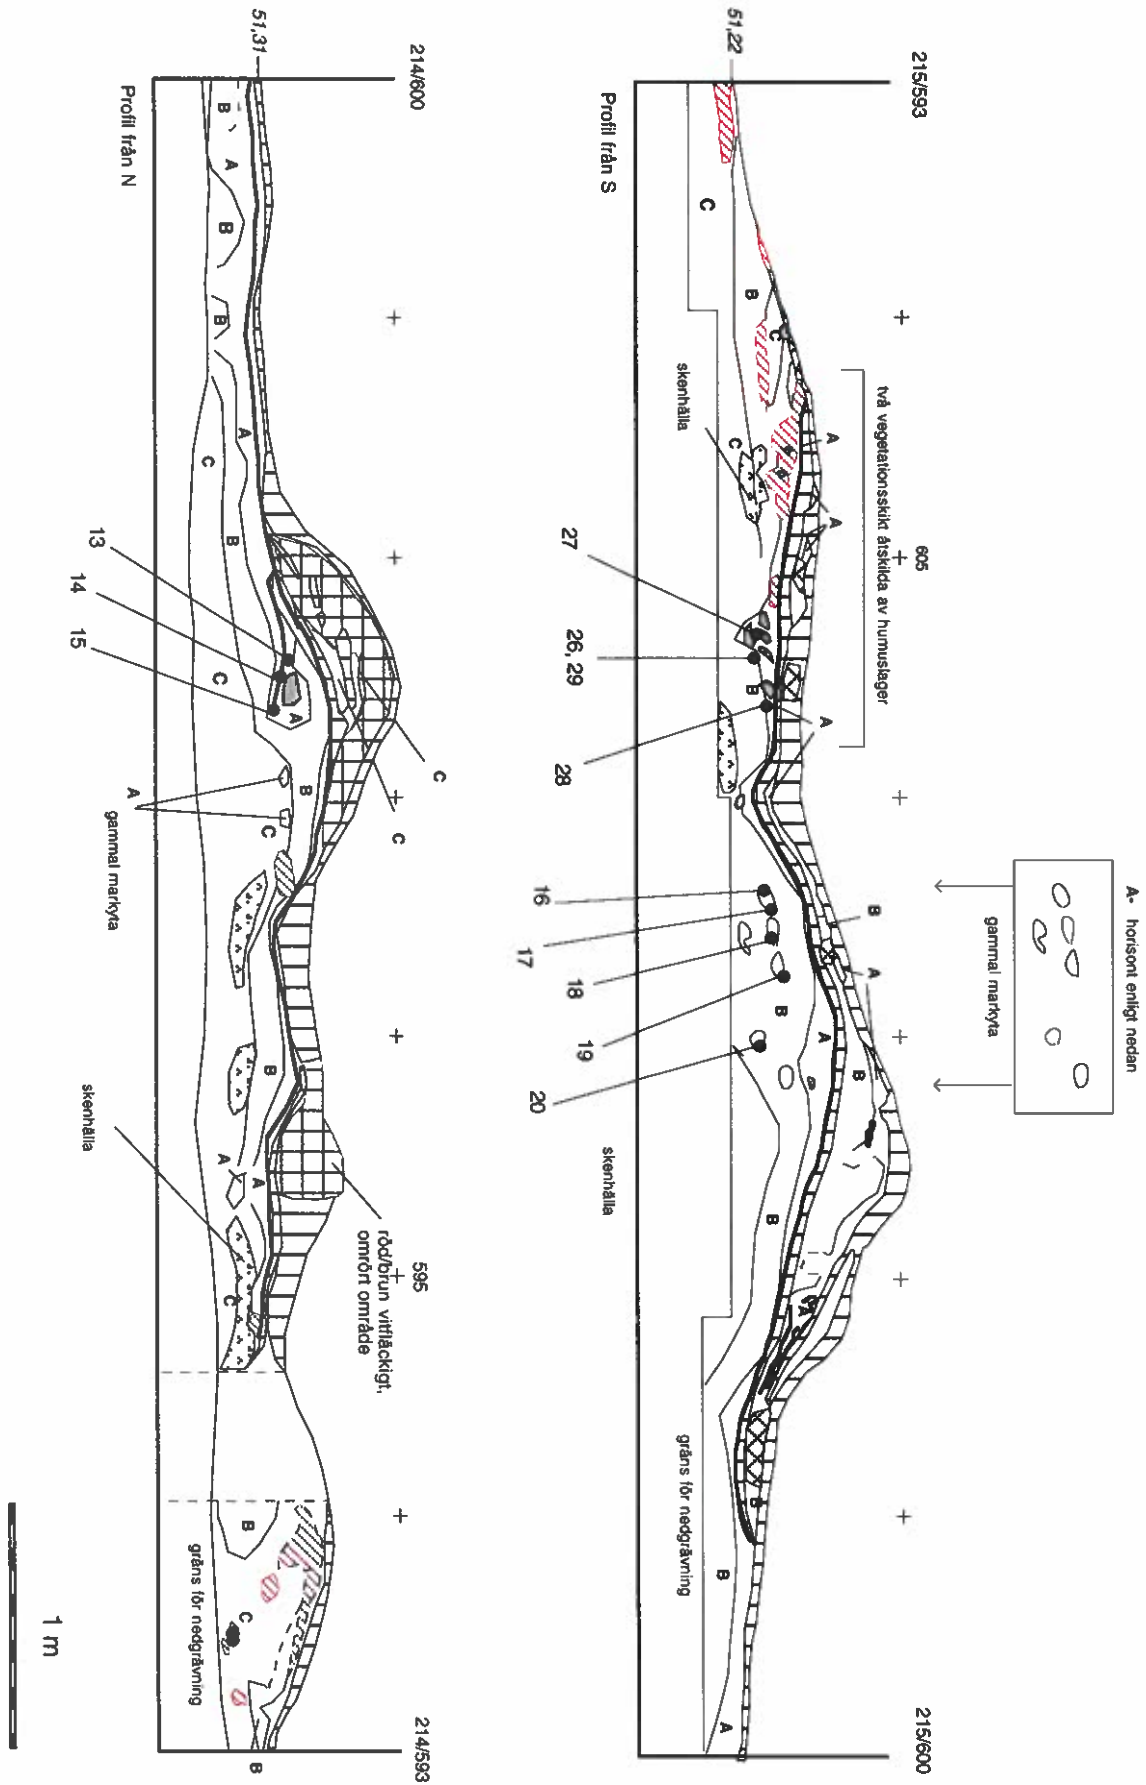 215/593
215/600
51,22
C
B
C
C
skenhälla
två vegetationsskikt åtskilda av humuslager
605
A
A
A
B
B
27
26, 29
28
A- horisont enligt nedan
gammal markyta
16
17
18
19
20
B
A
B
A
B
A
B
B
B
A
skenhälla
gräns för nedgrävning
Profil från S
214/600
214/593
51,31
B
A
B
B
A
C
B
13
14
15
C
A
B
C
C
A
gammal markyta
C
B
A
A
C
skenhälla
595
röd/brun vitfläckigt,
omrört område
B
C
B
gräns för nedgrävning
Profil från N
1 m